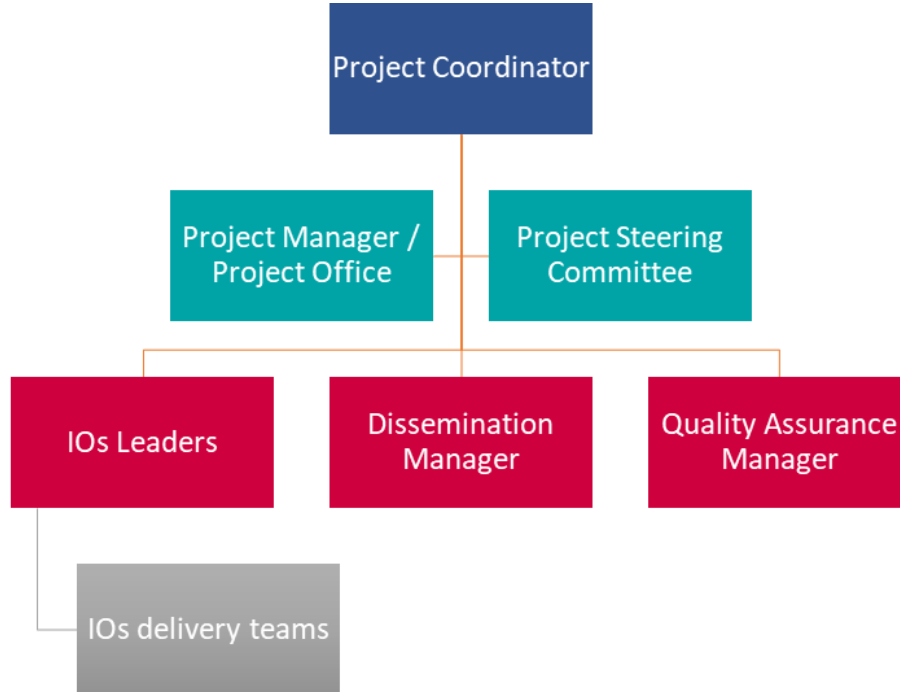 Project Coordinator
Project Manager /
Project Office
Project Steering
Committee
IOs Leaders
Dissemination
Manager
Quality Assurance
Manager
IOs delivery teams